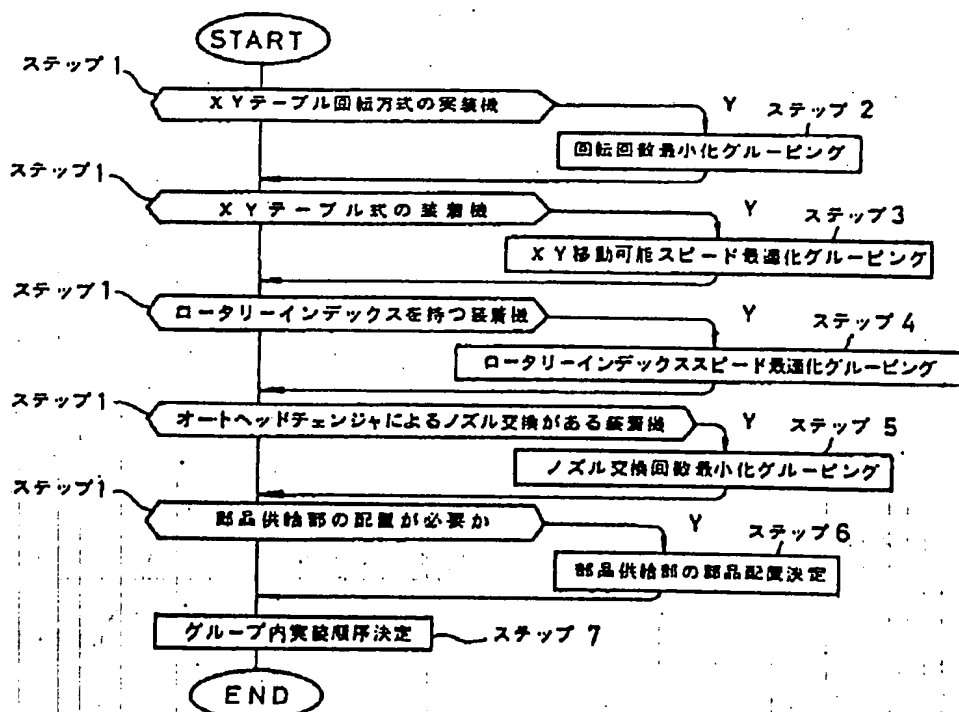 START
ステップ1
XYテーブル回転方式の実装機
Y
ステップ2
回転回数最小化グルーピング
ステップ1
XYテーブル式の装着機
Y
ステップ3
XY移動可能スピード最適化グルーピング
ステップ1
ロータリーインデックスを持つ装着機
Y
ステップ4
ロータリーインデックススピード最適化グルーピング
ステップ1
オートヘッドチェンジャによるノズル交換がある装着機
Y
ステップ5
ノズル交換回数最小化グルーピング
ステップ1
部品供給部の配置が必要か
Y
ステップ6
部品供給部の部品配置決定
グループ内実装順序決定
ステップ7
END